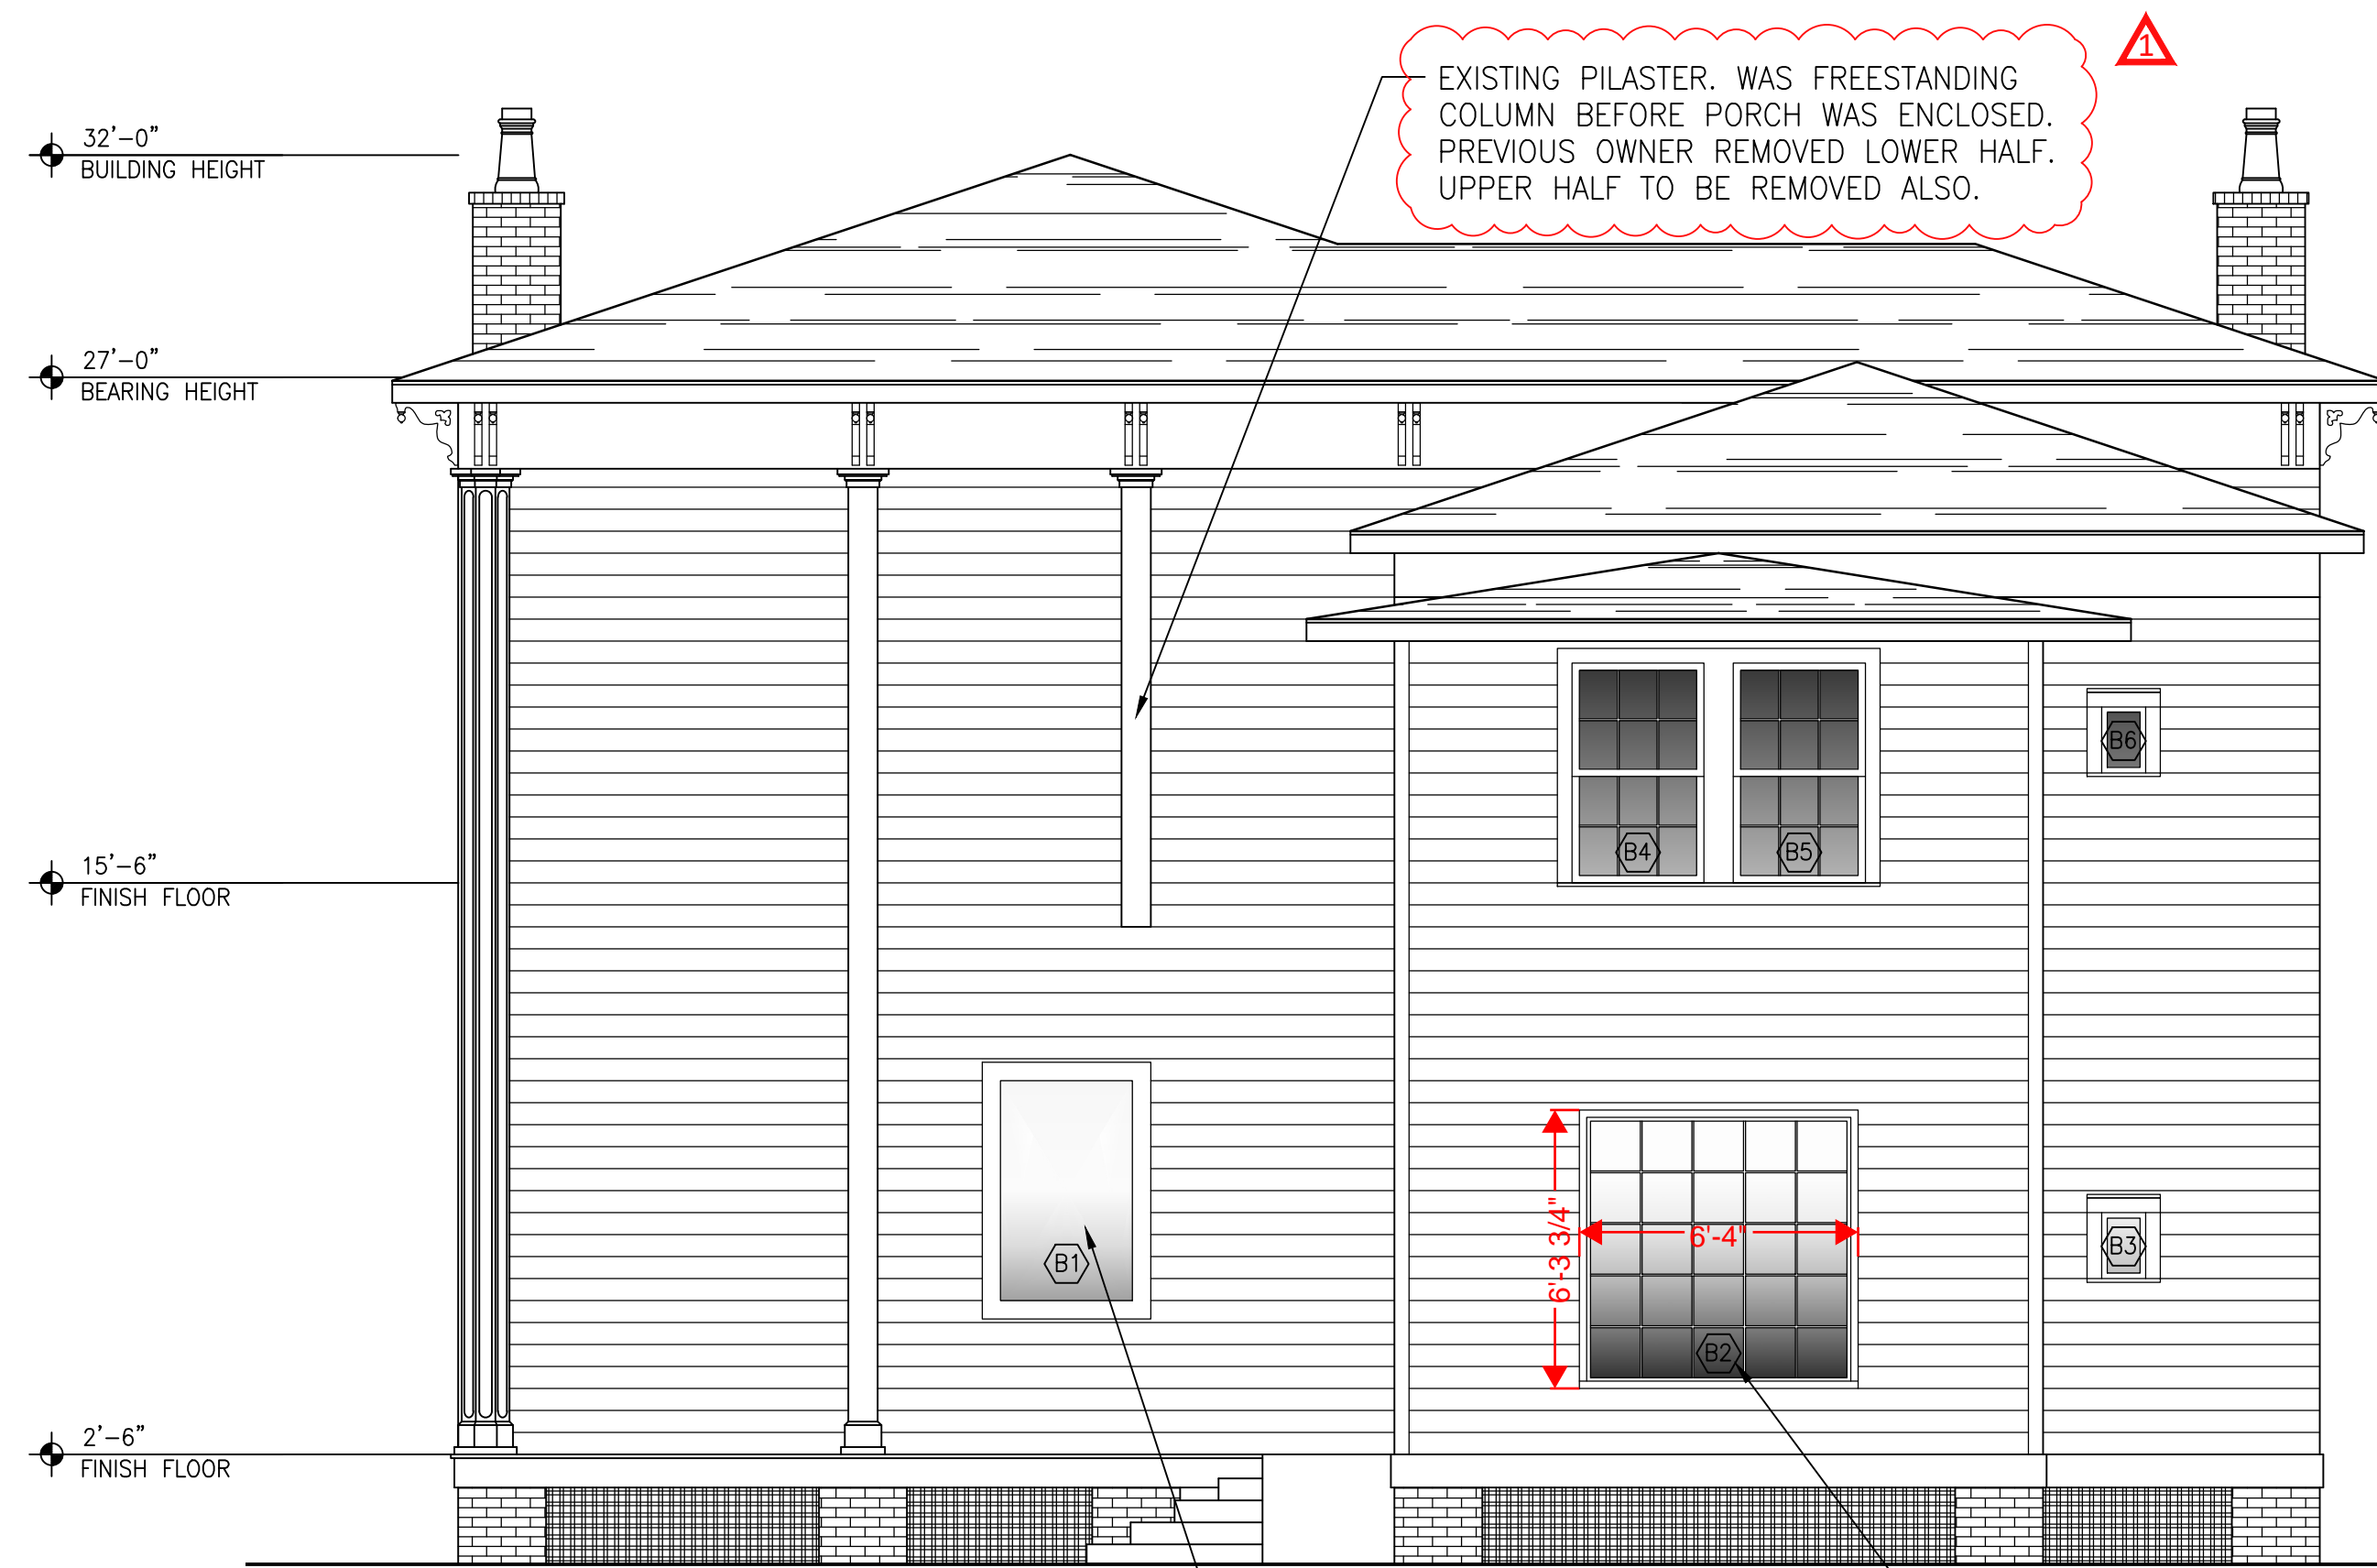 1
EXISTING PILASTER. WAS FREESTANDING
COLUMN BEFORE PORCH WAS ENCLOSED.
PREVIOUS OWNER REMOVED LOWER HALF.
UPPER HALF TO BE REMOVED ALSO.
32'-0"
BUILDING HEIGHT
27'-0"
BEARING HEIGHT
B6
B4
B5
15'-6"
FINISH FLOOR
6'-3 3/4"
6'-4"
B3
B1
B2
2'-6"
FINISH FLOOR